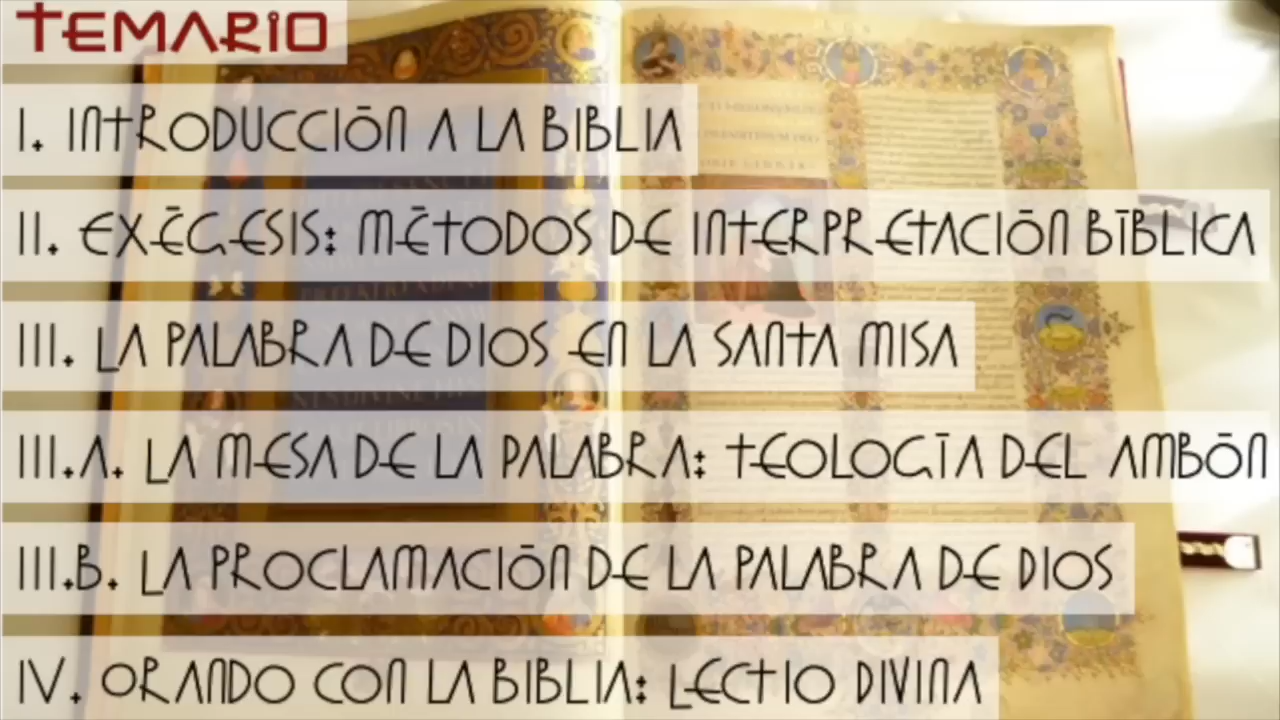 TEMARIO
I. INTRODUCCIÓN A LA BIBLIA
II. EXÉGESIS: MÉTODOS DE INTERPRETACIÓN BÍBLICA
III. LA PALABRA DE DIOS EN LA SANTA MISA
III.A. LA MESA DE LA PALABRA: TEOLOGÍA DEL AMBÓN
III.B. LA PROCLAMACIÓN DE LA PALABRA DE DIOS
IV. ORANDO CON LA BIBLIA: LECTIO DIVINA